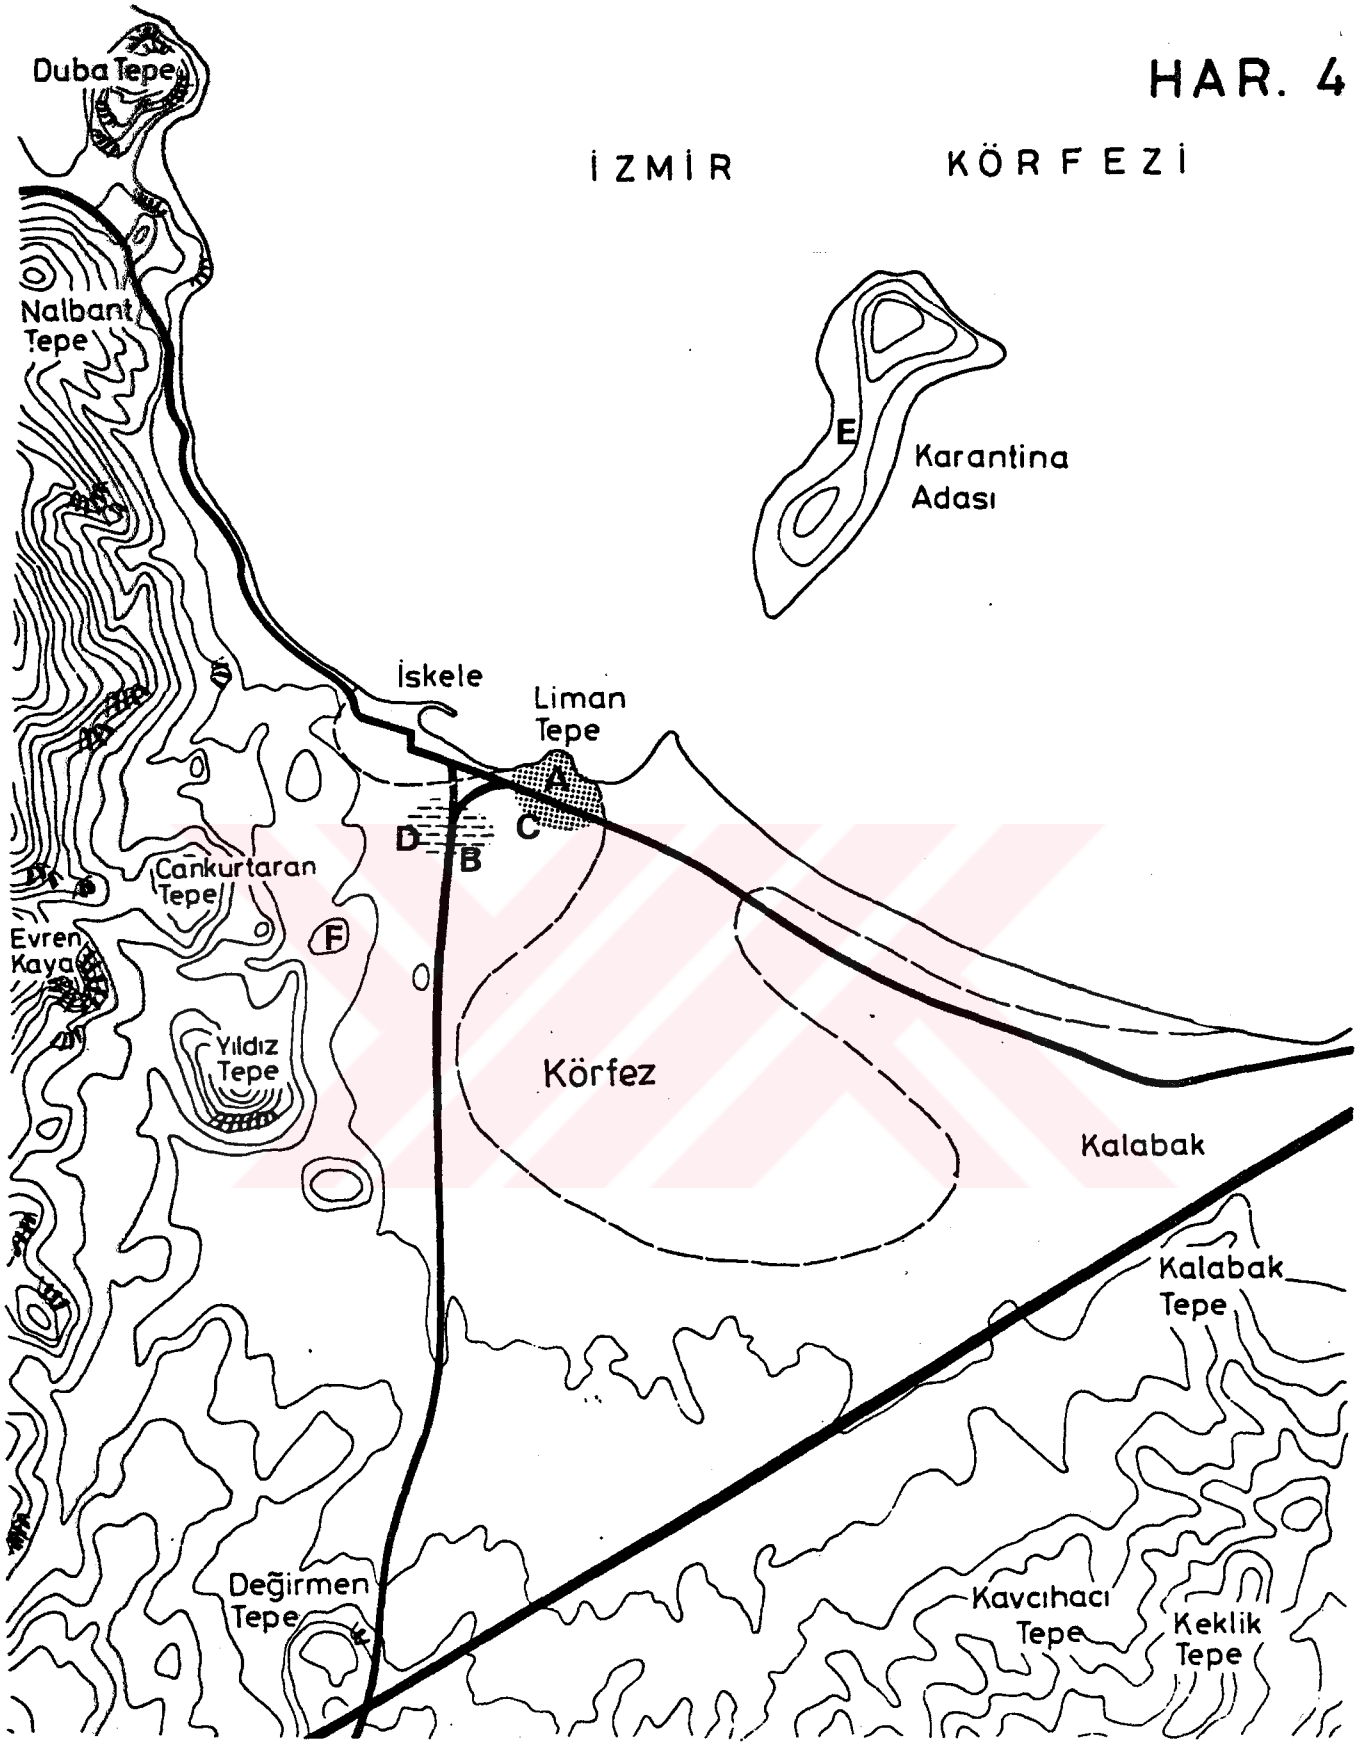 Duba Tepe
HAR. 4
İZMİR KÖRFEZİ
Nalbant
Tepe
E
Karantina
Adası
İskele
Liman
Tepe
A
C
D
B
Cankurtaran
Tepe
F
Evren
Kaya
Yıldız
Tepe
Körfez
Kalabak
Kalabak
Tepe
Değirmen
Tepe
Kavcıhacı
Tepe
Keklik
Tepe